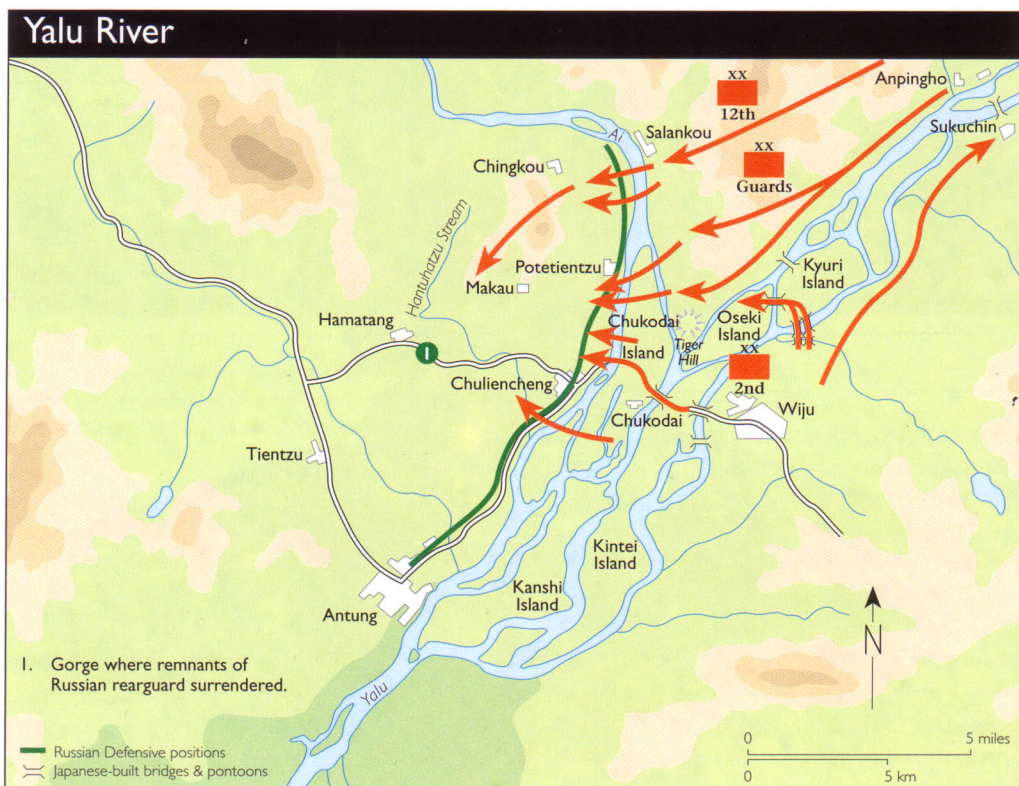 Yalu River
xx
12th
Anpingho
Sukuchin
Ai
Salankou
xx
Guards
Chingkou
Hantuhatzu Stream
Potetientzu
Makau
Kyuri
Island
Hamatang
1
Chukodai
Island
Tiger
Hill
Oseki
Island
xx
2nd
Chuliencheng
Chukodai
Wiju
Tientzu
Kintei
Island
Kanshi
Island
Antung
N
1. Gorge where remnants of
Russian rearguard surrendered.
Yalu
Russian Defensive positions
Japanese-built bridges & pontoons
0 5 miles
0 5 km